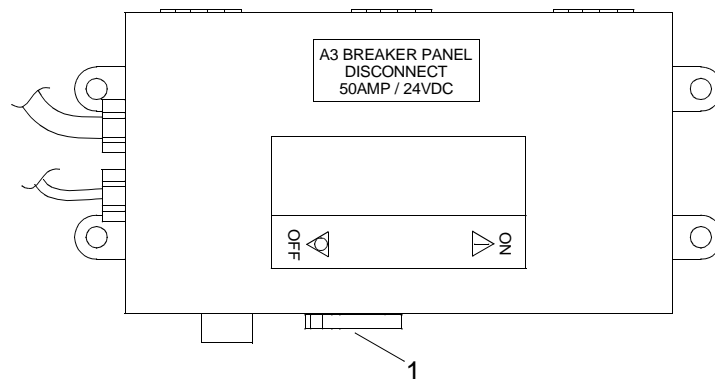 A3 BREAKER PANEL
DISCONNECT
50AMP / 24VDC
OFF
ON
1